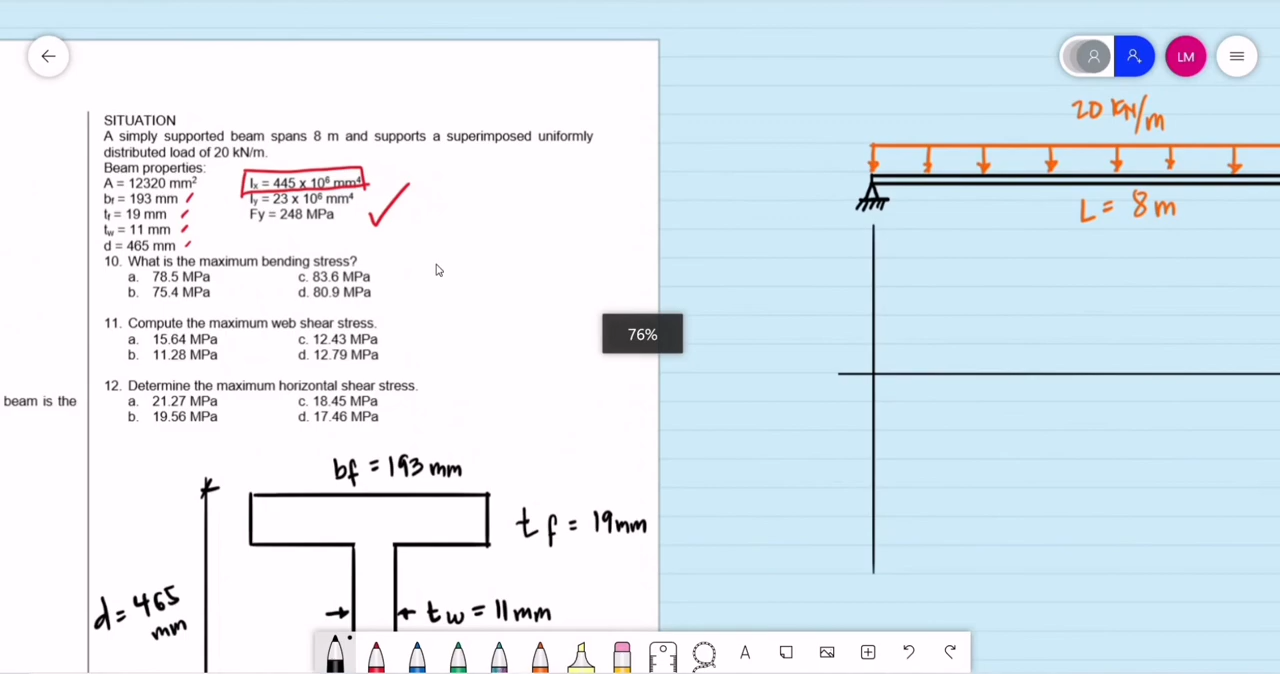 SITUATION
A simply supported beam spans 8 m and supports a superimposed uniformly
distributed load of 20 kN/m.
Beam properties:
A = 12320 mm² Ix = 445 x 10⁶ mm⁴
bf = 193 mm Iy = 23 x 10⁶ mm⁴
tf = 19 mm Fy = 248 MPa
tw = 11 mm
d = 465 mm
10. What is the maximum bending stress?
a. 78.5 MPa c. 83.6 MPa
b. 75.4 MPa d. 80.9 MPa
11. Compute the maximum web shear stress.
a. 15.64 MPa c. 12.43 MPa
b. 11.28 MPa d. 12.79 MPa
12. Determine the maximum horizontal shear stress.
a. 21.27 MPa c. 18.45 MPa
b. 19.56 MPa d. 17.46 MPa
beam is the
bf = 193 mm
tf = 19mm
d = 465
mm
tw = 11 mm
76%
LM
20 KN/m
L = 8 m
A